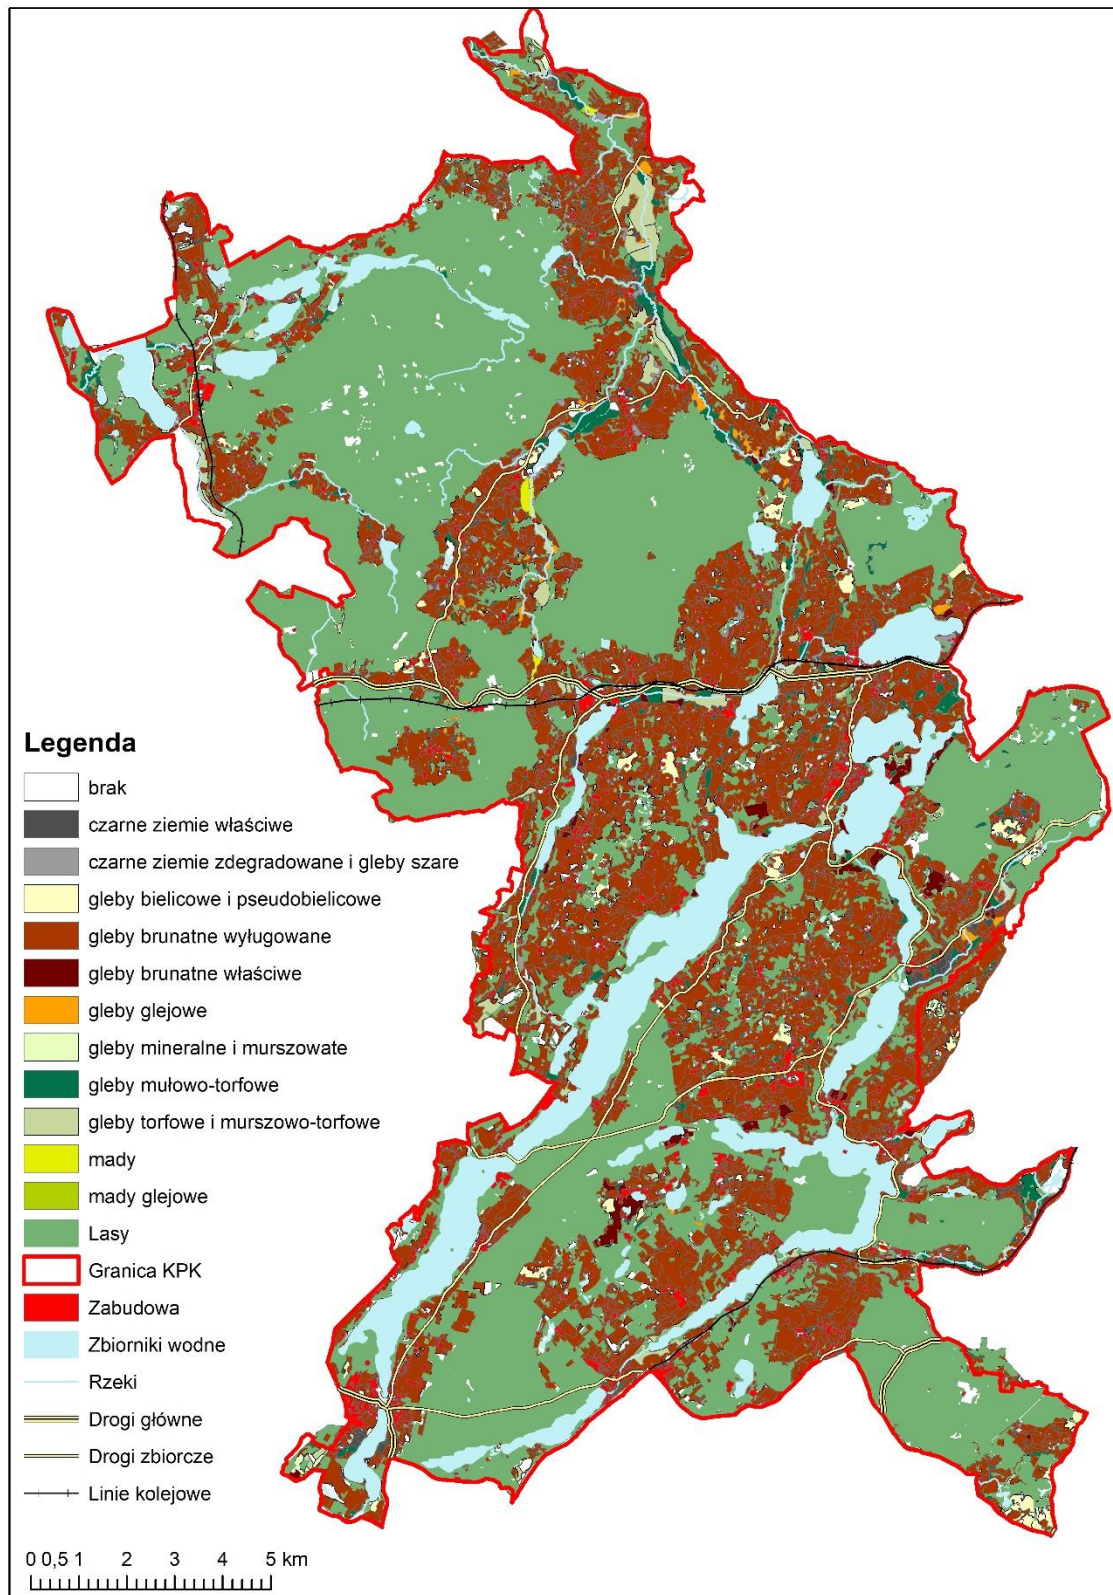 Legenda
brak
czarne ziemie właściwe
czarne ziemie zdegradowane i gleby szare
gleby bielicowe i pseudobielicowe
gleby brunatne wyługowane
gleby brunatne właściwe
gleby glejowe
gleby mineralne i murszowate
gleby mułowo-torfowe
gleby torfowe i murszowo-torfowe
mady
mady glejowe
Lasy
Granica KPK
Zabudowa
Zbiorniki wodne
Rzeki
Drogi główne
Drogi zbiorcze
Linie kolejowe
0 0,5 1 2 3 4 5 km